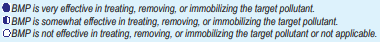 BMP is very effective in treating, removing, or immobilizing the target pollutant.
BMP is somewhat effective in treating, removing, or immobilizing the target pollutant.
BMP is not effective in treating, removing, or immobilizing the target pollutant or not applicable.